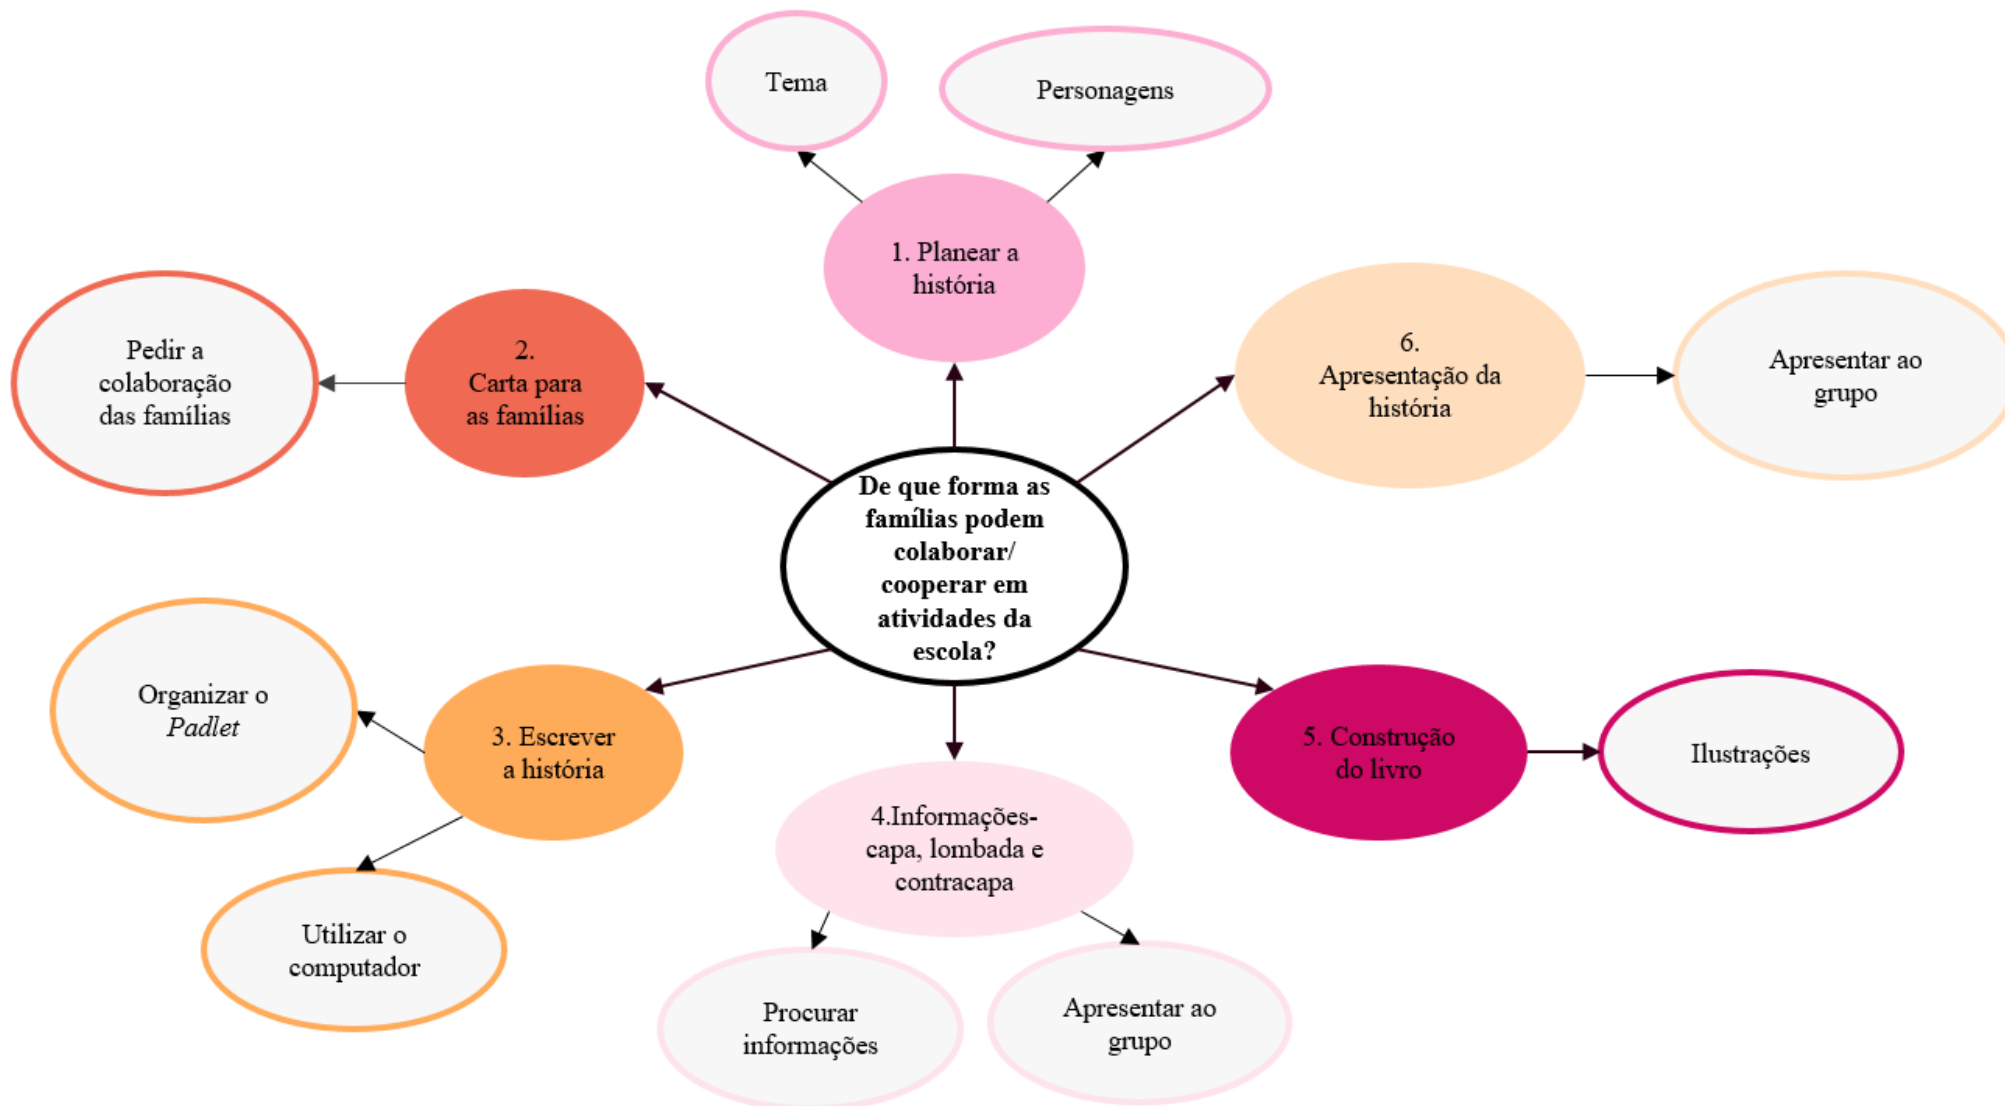 Tema
Personagens
1. Planear a
história
Pedir a
colaboração
das famílias
2.
Carta para
as famílias
6.
Apresentação da
história
Apresentar ao
grupo
De que forma as
famílias podem
colaborar/
cooperar em
atividades da
escola?
Organizar o
Padlet
3. Escrever
a história
5. Construção
do livro
Ilustrações
4.Informações-
capa, lombada e
contracapa
Utilizar o
computador
Procurar
informações
Apresentar ao
grupo